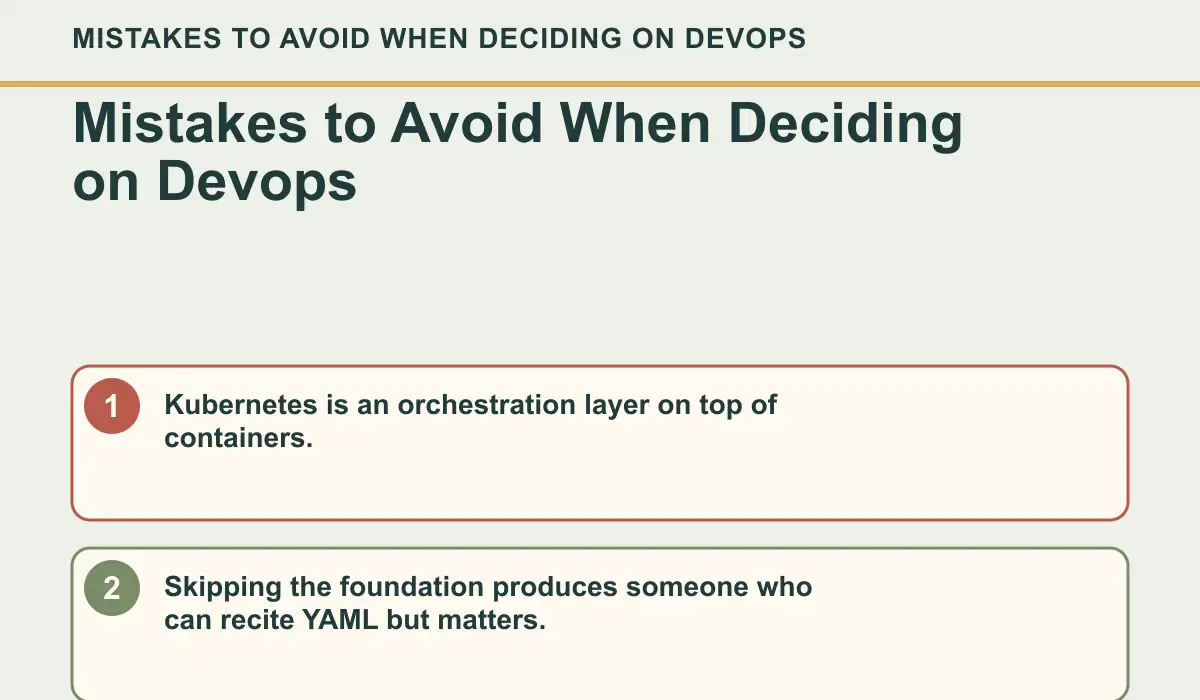 MISTAKES TO AVOID WHEN DECIDING ON DEVOPS
Mistakes to Avoid When Deciding
on Devops
1
Kubernetes is an orchestration layer on top of
containers.
2
Skipping the foundation produces someone who
can recite YAML but matters.